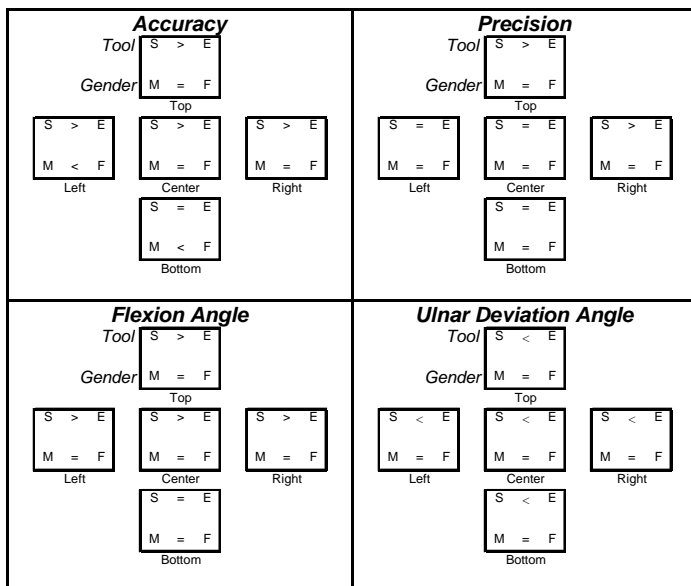 Accuracy
Tool S > E
Gender M = F
Top
S > E S > E S > E
M < F M = F M = F
Left Center Right
S = E
M < F
Bottom
Precision
Tool S > E
Gender M = F
Top
S = E S = E S > E
M = F M = F M = F
Left Center Right
S = E
M = F
Bottom
Flexion Angle
Tool S > E
Gender M = F
Top
S > E S > E S > E
M = F M = F M = F
Left Center Right
S = E
M = F
Bottom
Ulnar Deviation Angle
Tool S < E
Gender M = F
Top
S < E S < E S < E
M = F M = F M = F
Left Center Right
S < E
M = F
Bottom